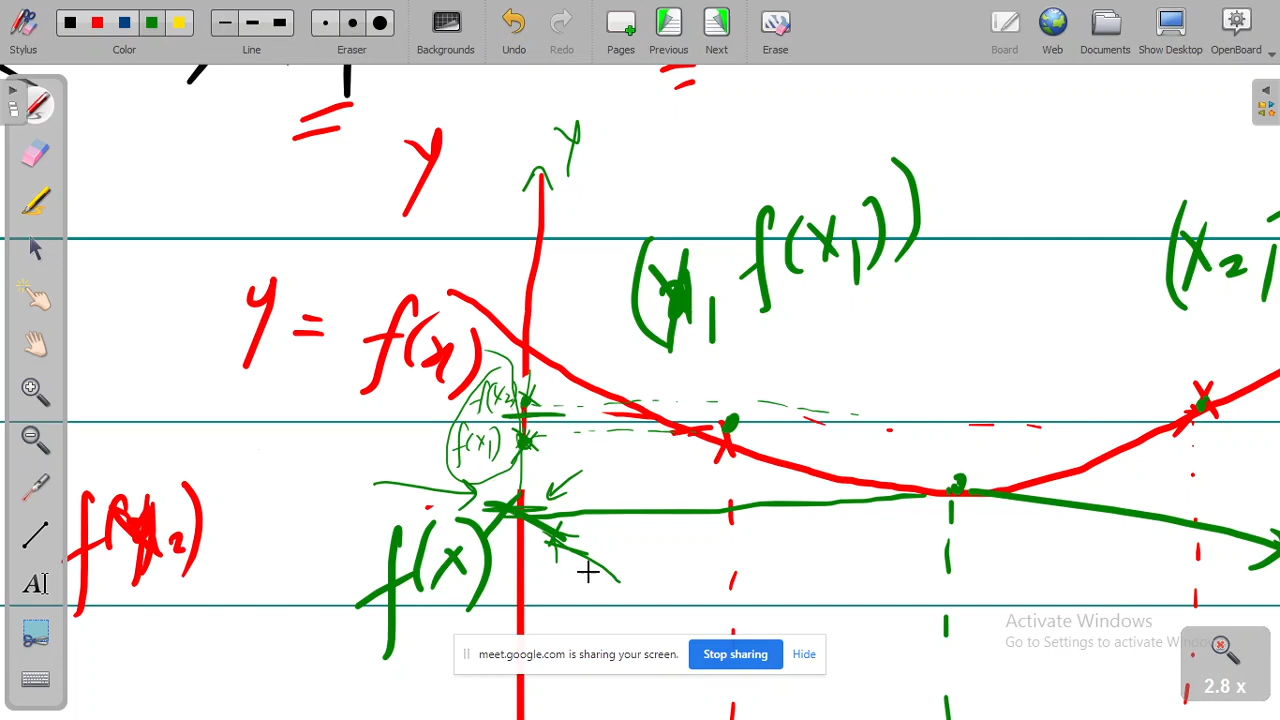 Stylus
Color
Line
Eraser
Backgrounds
Undo
Redo
Pages
Previous
Next
Erase
Board
Web
Documents
Show Desktop
OpenBoard
y
y
(x1 f(x1))
(x2,
y = f(x)
f(x2)
f(x1)
f(x2)
f(x)
Activate Windows
Go to Settings to activate Windows.
meet.google.com is sharing your screen.
Stop sharing
Hide
2.8 x